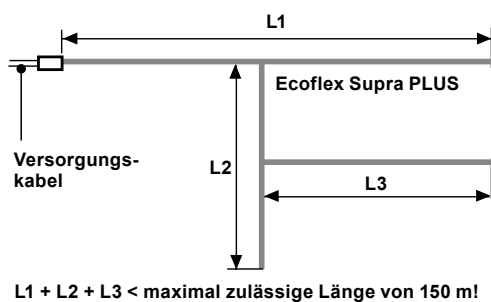 L1
Ecoflex Supra PLUS
Versorgungs-
kabel
L2
L3
L1 + L2 + L3 < maximal zulässige Länge von 150 m!